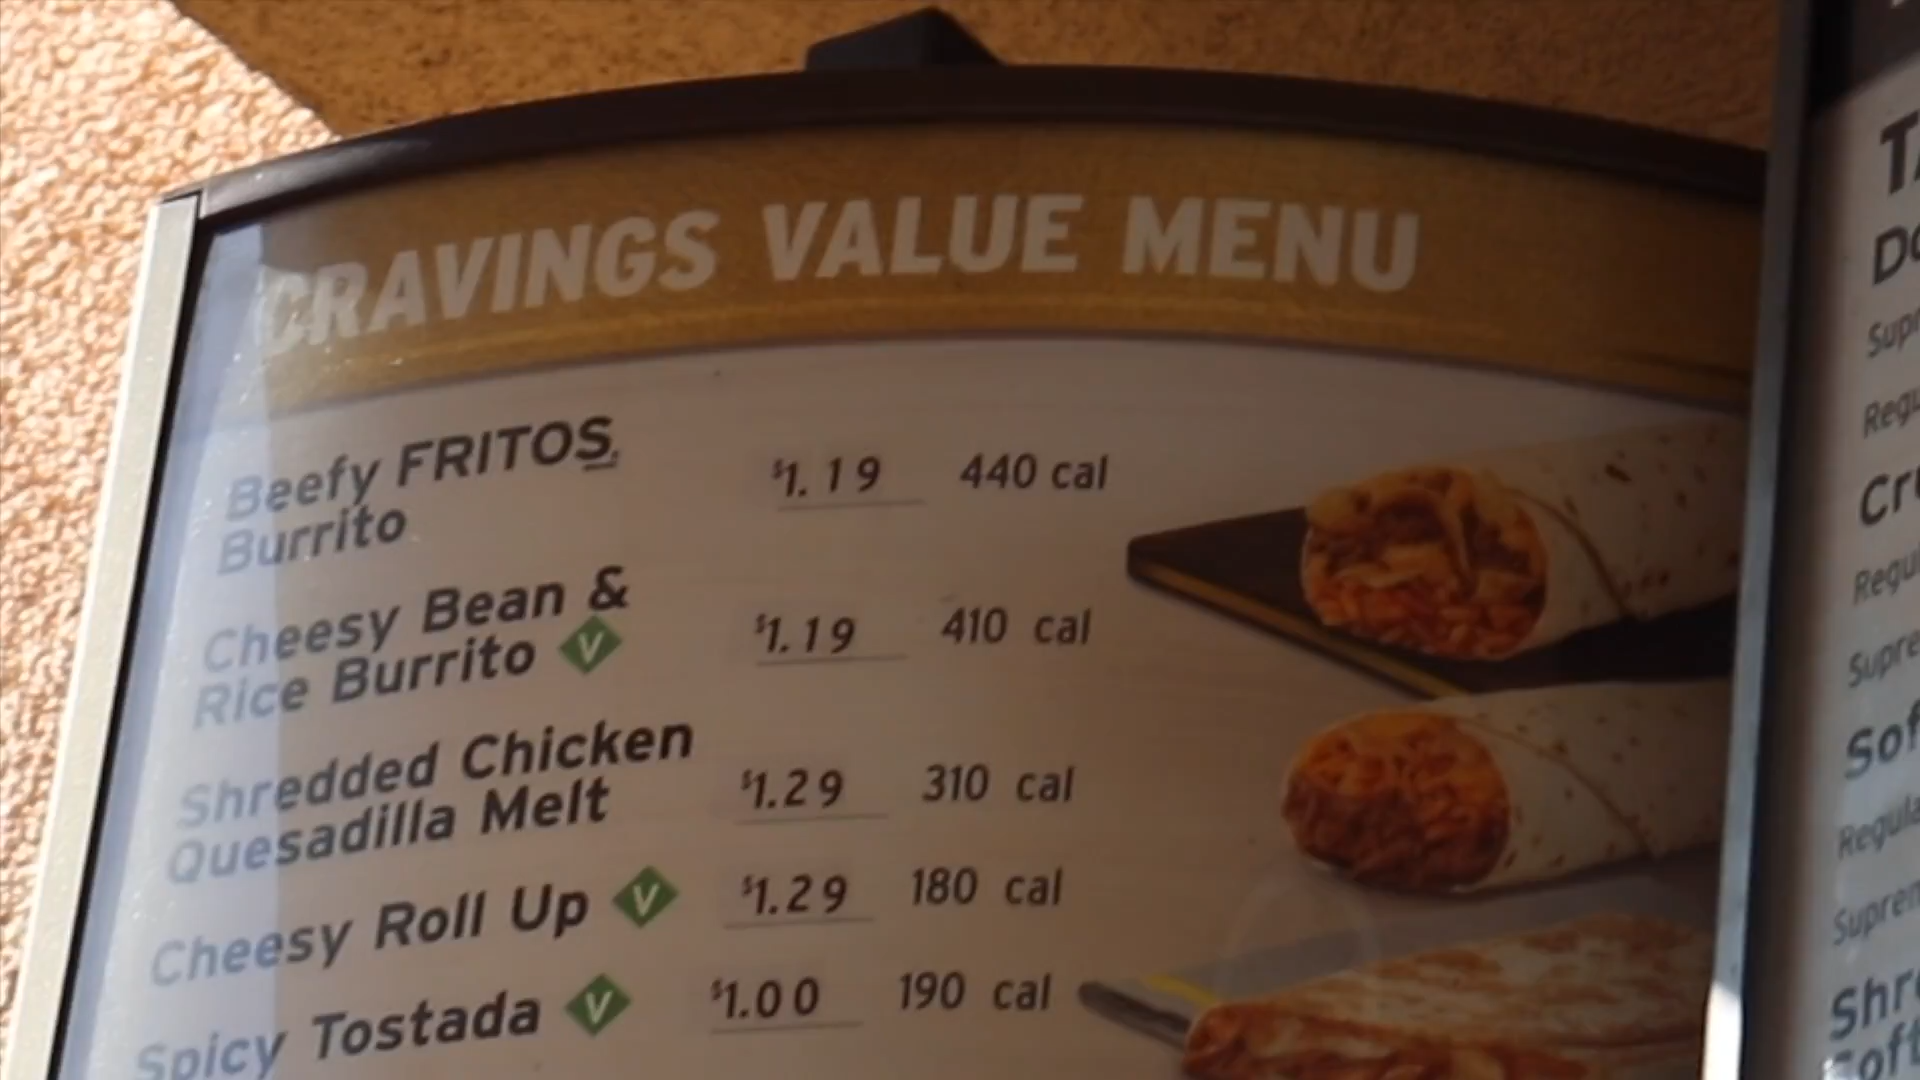 CRAVINGS VALUE MENU
Beefy FRITOS
Burrito
$1.19 440 cal
Cheesy Bean &
Rice Burrito V
$1.19 410 cal
Shredded Chicken
Quesadilla Melt
$1.29 310 cal
Cheesy Roll Up V $1.29 180 cal
Spicy Tostada V $1.00 190 cal